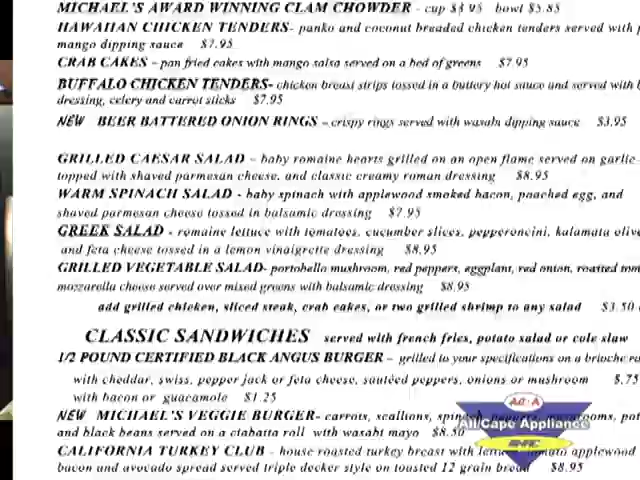 MICHAEL'S AWARD WINNING CLAM CHOWDER - cup $3.95 bowl $5.85
HAWAIIAN CHICKEN TENDERS- panko and coconut breaded chicken tenders served with
mango dipping sauce $7.95
CRAB CAKES - pan fried cakes with mango salsa served on a bed of greens $7.95
BUFFALO CHICKEN TENDERS- chicken breast strips tossed in a buttery hot sauce and served with b
dressing, celery and carrot sticks $7.95
NEW BEER BATTERED ONION RINGS - crispy rings served with wasabi dipping sauce $3.95
GRILLED CAESAR SALAD - baby romaine hearts grilled on an open flame served on garlic
topped with shaved parmesan cheese, and classic creamy roman dressing $8.95
WARM SPINACH SALAD - baby spinach with applewood smoked bacon, poached egg, and
shaved parmesan cheese tossed in balsamic dressing $7.95
GREEK SALAD - romaine lettuce with tomatoes, cucumber slices, pepperoncini, kalamata olive
and feta cheese tossed in a lemon vinaigrette dressing $8.95
GRILLED VEGETABLE SALAD- portobello mushroom, red peppers, eggplant, red onion, roasted tom
mozzarella cheese served over mixed greens with balsamic dressing $8.95
add grilled chicken, sliced steak, crab cakes, or two grilled shrimp to any salad $3.50
CLASSIC SANDWICHES served with french fries, potato salad or cole slaw
1/2 POUND CERTIFIED BLACK ANGUS BURGER - grilled to your specifications on a brioche ro
with cheddar, swiss, pepper jack or feta cheese, sautéed peppers, onions or mushroom $.75
with bacon or guacamole $1.25
NEW MICHAEL'S VEGGIE BURGER- carrots, scallions, spinach, peppers, mushrooms, pot
and black beans served on a ciabatta roll with wasabi mayo $8.50
CALIFORNIA TURKEY CLUB - house roasted turkey breast with lettuce, tomato applewood
bacon and avocado spread served triple decker style on toasted 12 grain bread $8.95
All Cape Appliance